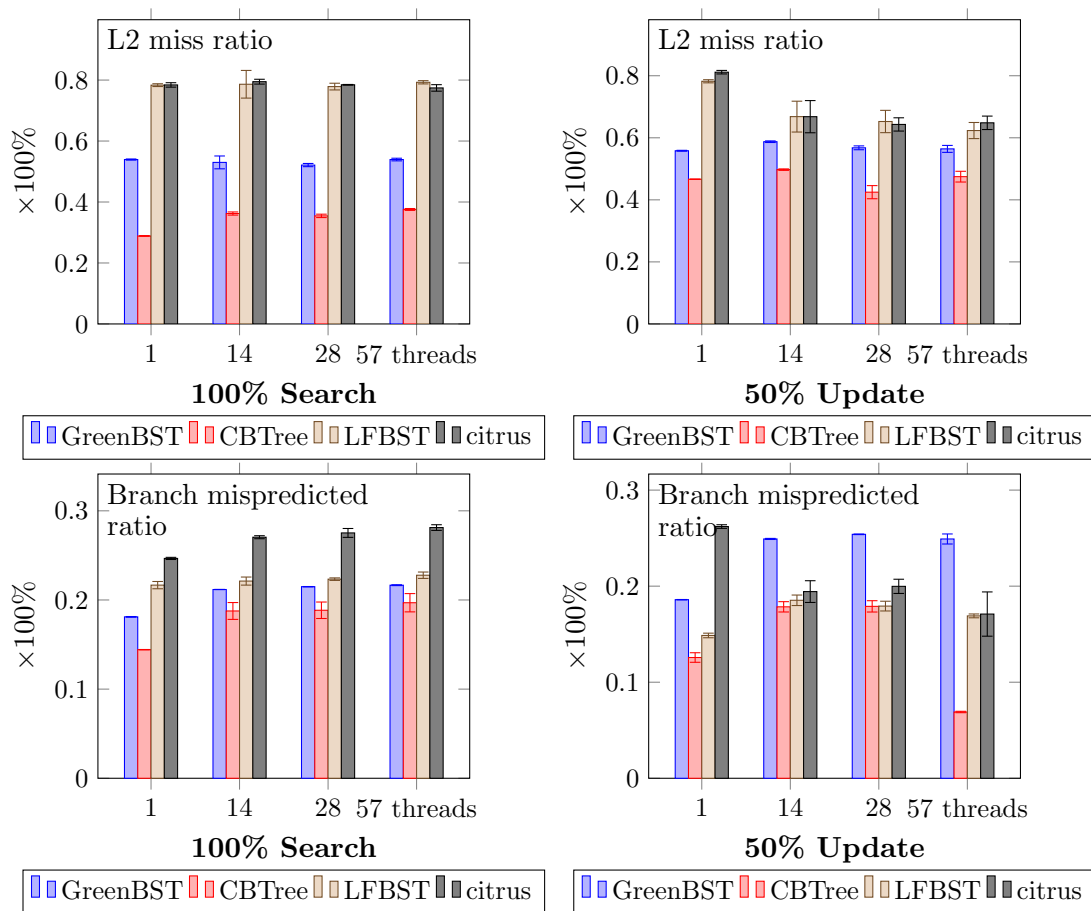 L2 miss ratio
×100%
0.8
0.6
0.4
0.2
0
1 14 28 57 threads
100% Search
GreenBST CBTree LFBST citrus
L2 miss ratio
×100%
0.8
0.6
0.4
0.2
0
1 14 28 57 threads
50% Update
GreenBST CBTree LFBST citrus
Branch mispredicted
ratio
×100%
0.3
0.2
0.1
0
1 14 28 57 threads
100% Search
GreenBST CBTree LFBST citrus
Branch mispredicted
ratio
×100%
0.3
0.2
0.1
0
1 14 28 57 threads
50% Update
GreenBST CBTree LFBST citrus